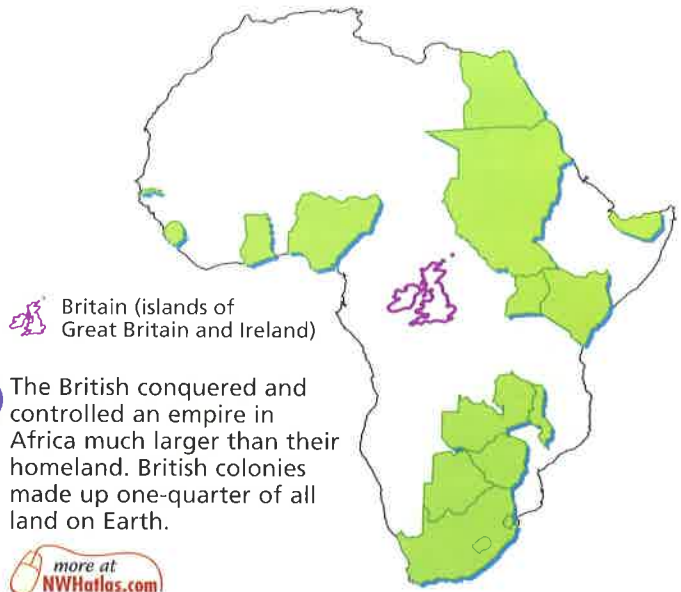 Britain (islands of
Great Britain and Ireland)
The British conquered and
controlled an empire in
Africa much larger than their
homeland. British colonies
made up one-quarter of all
land on Earth.
more at
NWHatlas.com